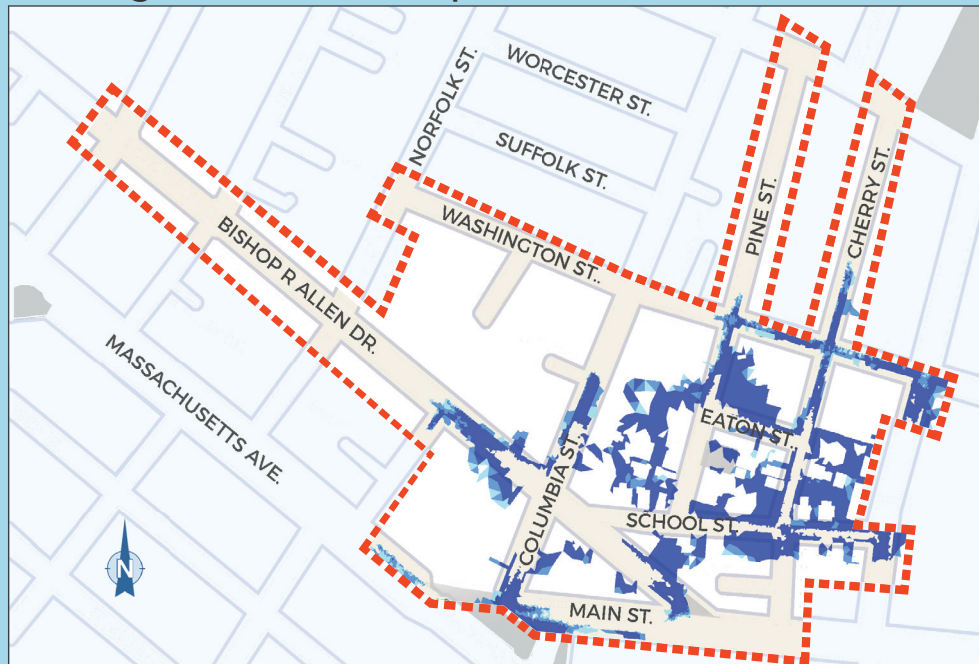 WORCESTER ST.
NORFOLK ST.
SUFFOLK ST.
WASHINGTON ST..
PINE ST.
CHERRY ST.
BISHOP R ALLEN DR.
MASSACHUSETTS AVE.
EATON ST..
COLUMBIA ST.
SCHOOL ST.
MAIN ST.
N